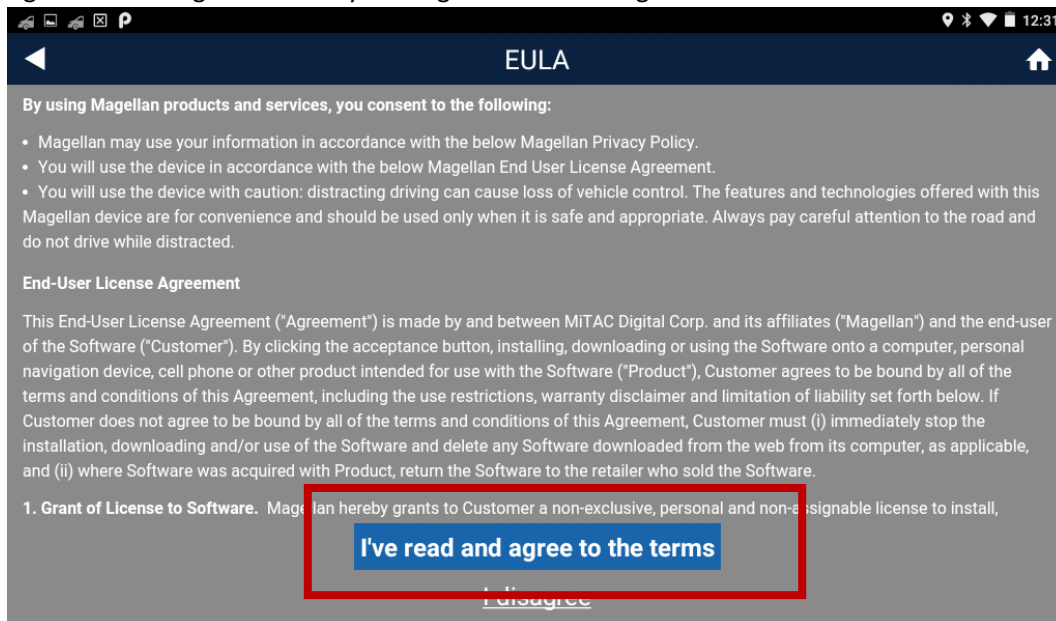 12:31
EULA
By using Magellan products and services, you consent to the following:
• Magellan may use your information in accordance with the below Magellan Privacy Policy.
• You will use the device in accordance with the below Magellan End User License Agreement.
• You will use the device with caution: distracting driving can cause loss of vehicle control. The features and technologies offered with this
Magellan device are for convenience and should be used only when it is safe and appropriate. Always pay careful attention to the road and
do not drive while distracted.
End-User License Agreement
This End-User License Agreement ("Agreement") is made by and between MiTAC Digital Corp. and its affiliates ("Magellan") and the end-user
of the Software ("Customer"). By clicking the acceptance button, installing, downloading or using the Software onto a computer, personal
navigation device, cell phone or other product intended for use with the Software ("Product"), Customer agrees to be bound by all of the
terms and conditions of this Agreement, including the use restrictions, warranty disclaimer and limitation of liability set forth below. If
Customer does not agree to be bound by all of the terms and conditions of this Agreement, Customer must (i) immediately stop the
installation, downloading and/or use of the Software and delete any Software downloaded from the web from its computer, as applicable,
and (ii) where Software was acquired with Product, return the Software to the retailer who sold the Software.
1. Grant of License to Software. Magellan hereby grants to Customer a non-exclusive, personal and non-assignable license to install,
I've read and agree to the terms
I disagree